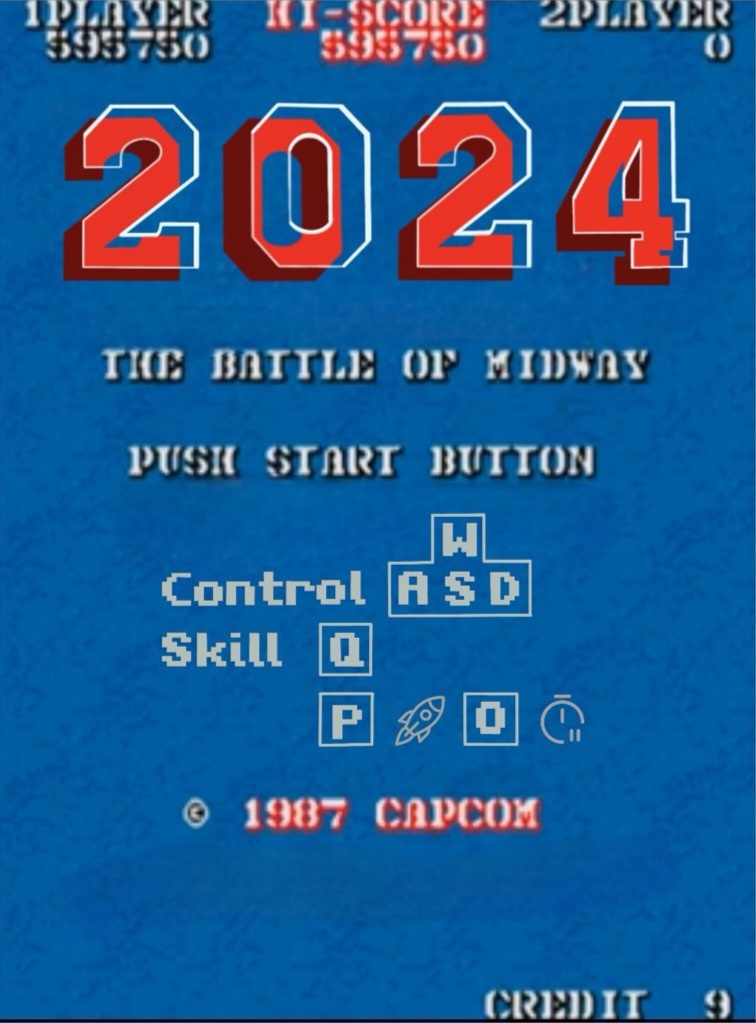 1PLAYER HI-SCORE 2PLAYER
595750 595750 0
2024
THE BATTLE OF MIDWAY
PUSH START BUTTON
W
Control A S D
Skill Q
P O
© 1987 CAPCOM
CREDIT 9